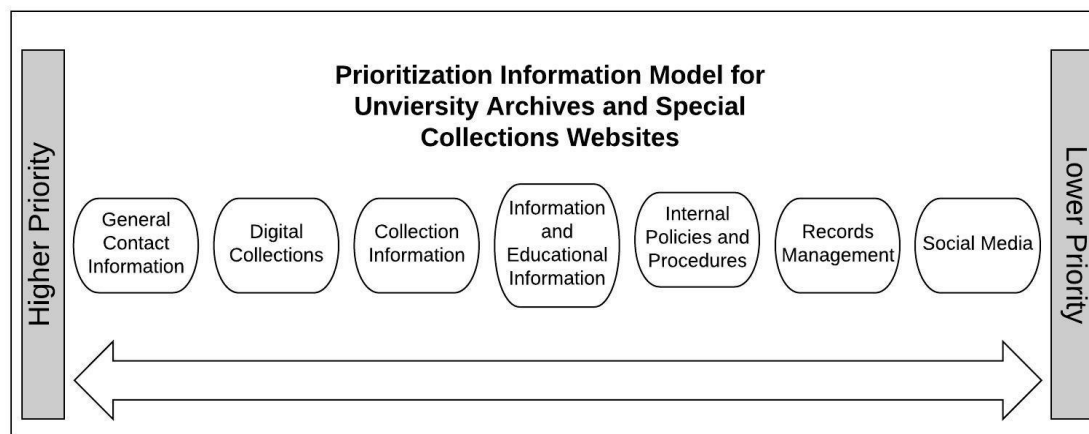 Prioritization Information Model for
Unviersity Archives and Special
Collections Websites
Higher Priority
General
Contact
Information
Digital
Collections
Collection
Information
Information
and
Educational
Information
Internal
Policies and
Procedures
Records
Management
Social Media
Lower Priority